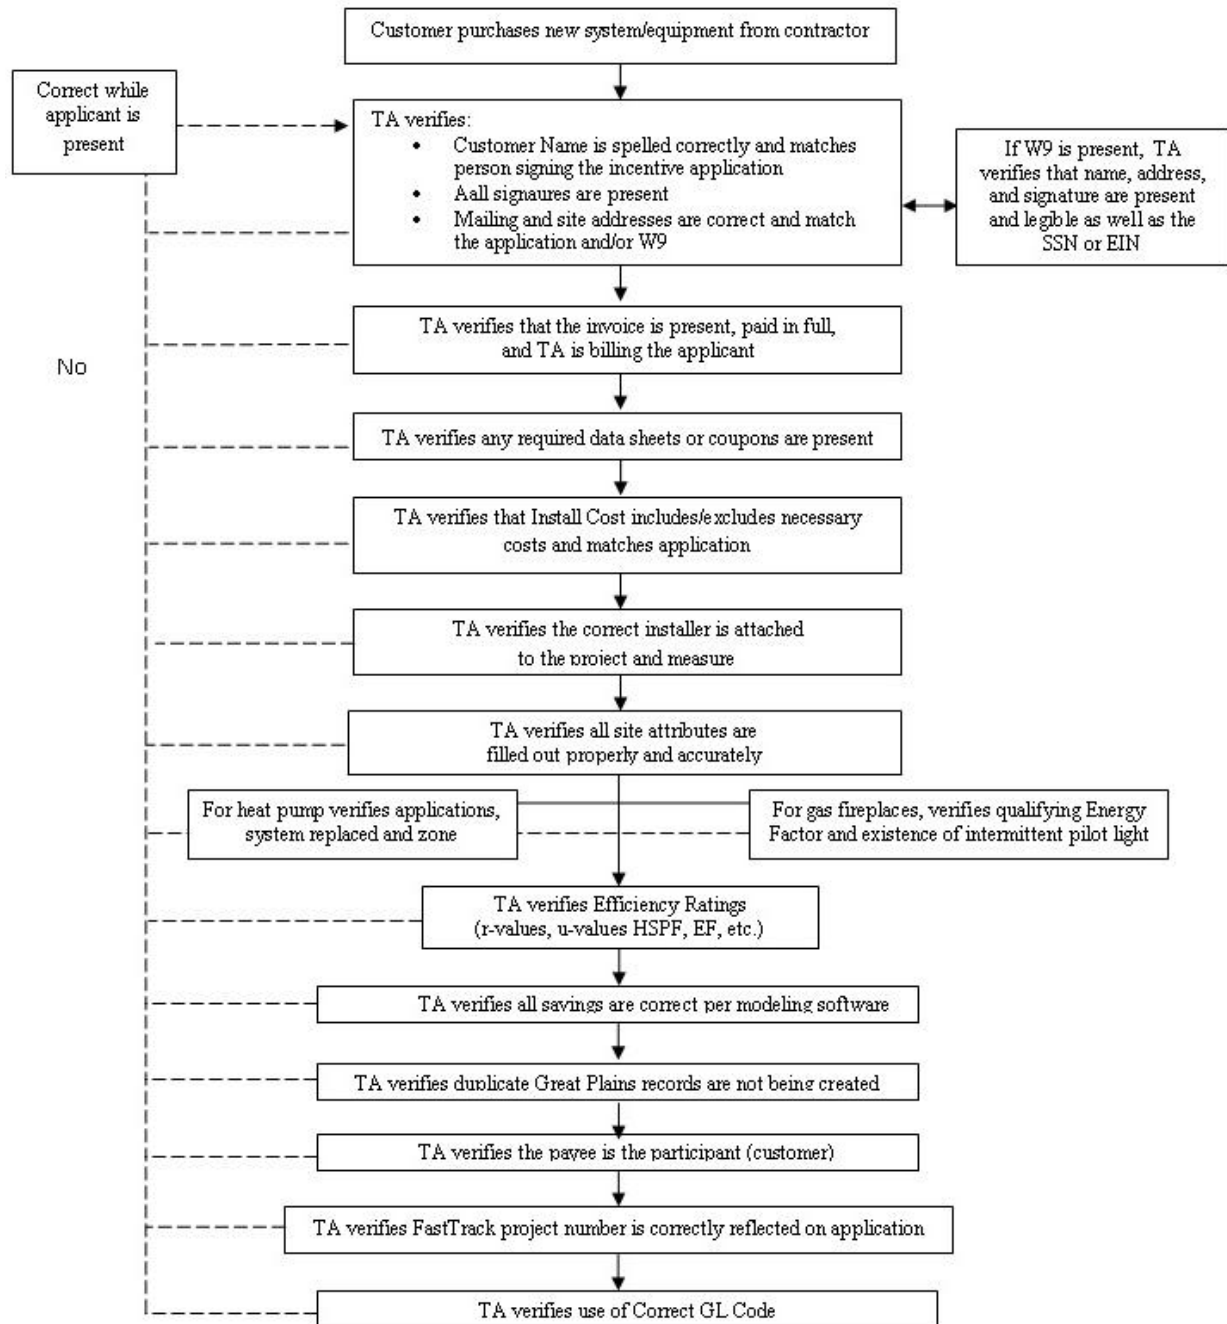 Customer purchases new system/equipment from contractor
Correct while
applicant is
present
TA verifies:
• Customer Name is spelled correctly and matches
person signing the incentive application
• Aall signaures are present
• Mailing and site addresses are correct and match
the application and/or W9
If W9 is present, TA
verifies that name, address,
and signature are present
and legible as well as the
SSN or EIN
TA verifies that the invoice is present, paid in full,
and TA is billing the applicant
No
TA verifies any required data sheets or coupons are present
TA verifies that Install Cost includes/excludes necessary
costs and matches application
TA verifies the correct installer is attached
to the project and measure
TA verifies all site attributes are
filled out properly and accurately
For heat pump verifies applications,
system replaced and zone
For gas fireplaces, verifies qualifying Energy
Factor and existence of intermittent pilot light
TA verifies Efficiency Ratings
(r-values, u-values HSPF, EF, etc.)
TA verifies all savings are correct per modeling software
TA verifies duplicate Great Plains records are not being created
TA verifies the payee is the participant (customer)
TA verifies FastTrack project number is correctly reflected on application
TA verifies use of Correct GL Code